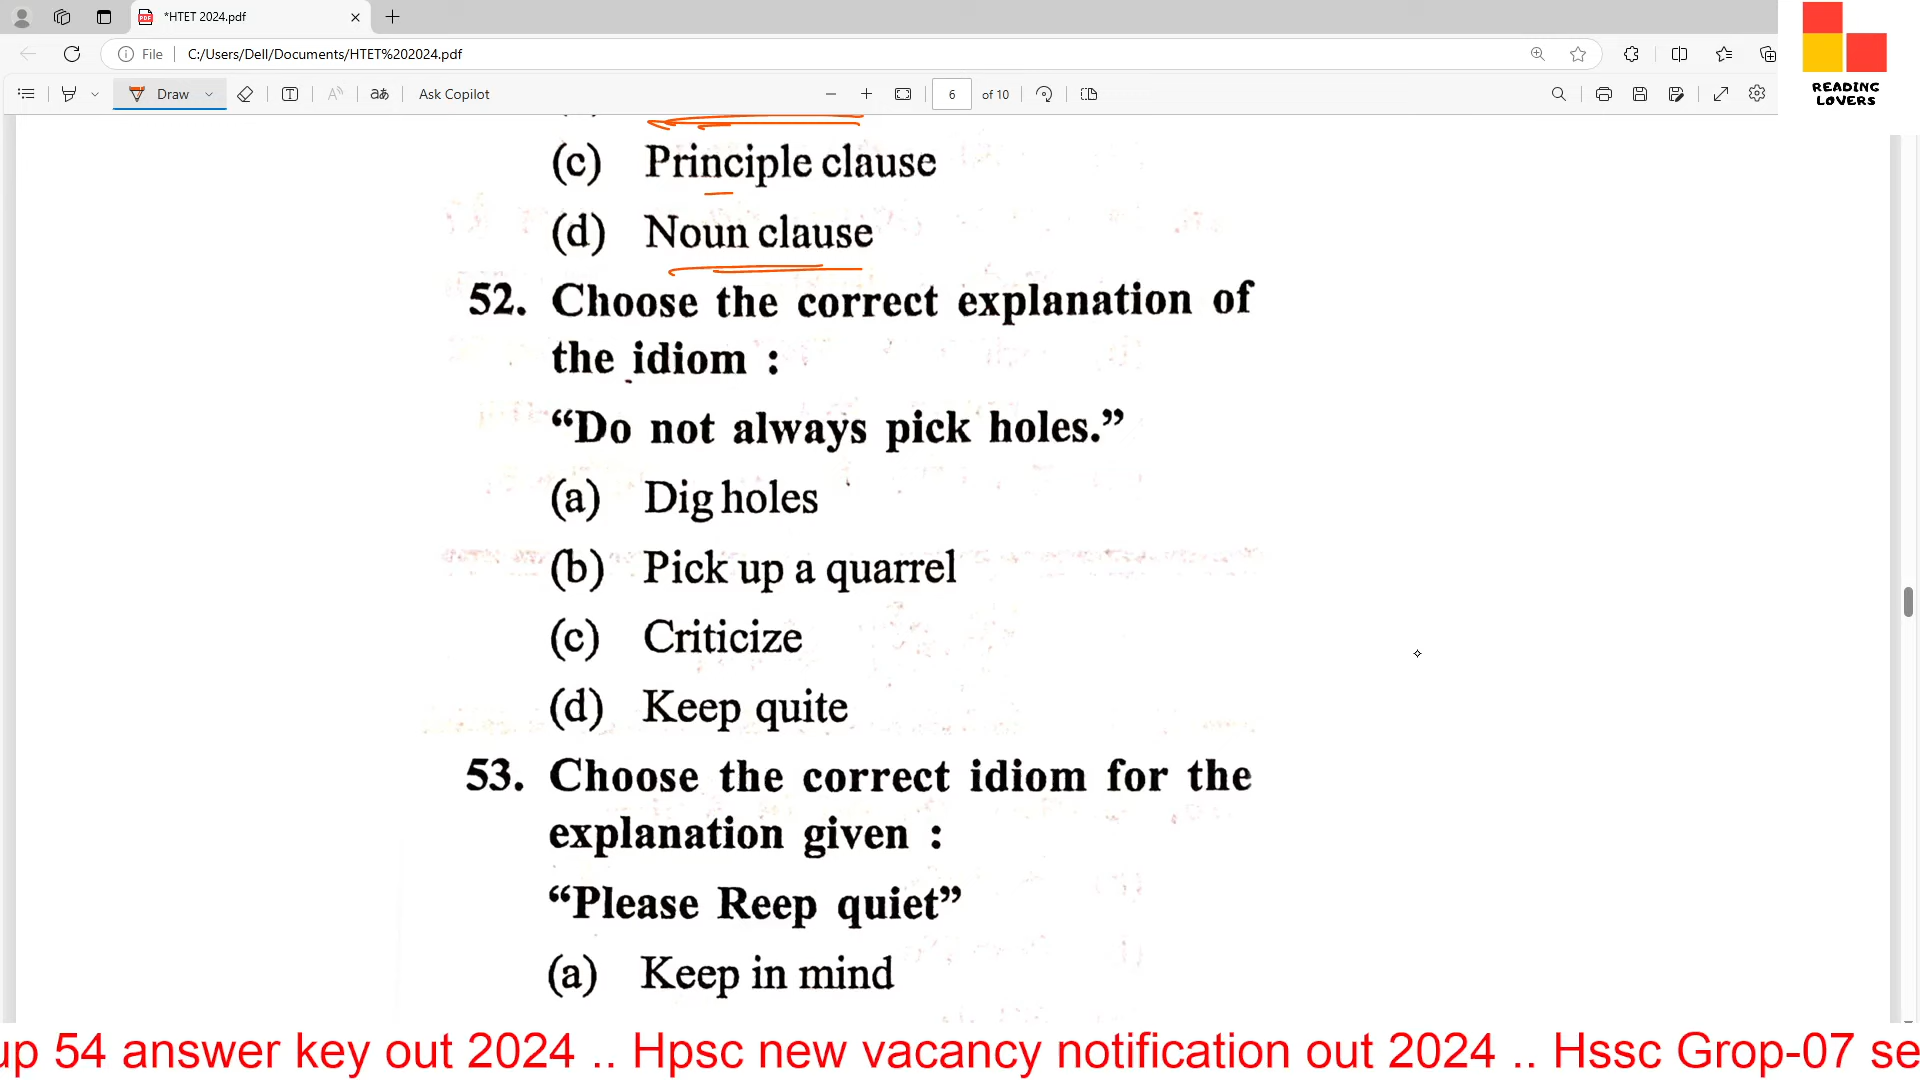 *HTET 2024.pdf
File
C:/Users/Dell/Documents/HTET%202024.pdf
Draw
aあ
Ask Copilot
6
of 10
READING
LOVERS
(c) Principle clause
(d) Noun clause
52. Choose the correct explanation of
the idiom :
“Do not always pick holes.”
(a) Dig holes
(b) Pick up a quarrel
(c) Criticize
(d) Keep quite
53. Choose the correct idiom for the
explanation given :
“Please Reep quiet”
(a) Keep in mind
up 54 answer key out 2024 .. Hpsc new vacancy notification out 2024 .. Hssc Grop-07 se